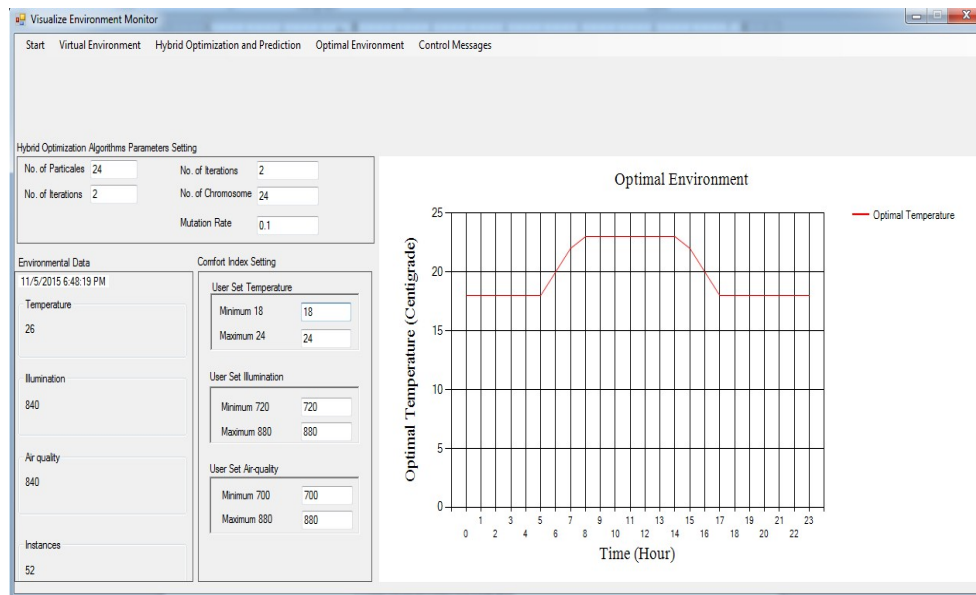 Visualize Environment Monitor
Start Virtual Environment Hybrid Optimization and Prediction Optimal Environment Control Messages
Hybrid Optimization Algorithms Parameters Setting
No. of Particales 24 No. of Iterations 2
No. of Iterations 2 No. of Chromosome 24
Mutation Rate 0.1
Environmental Data
11/5/2015 6:48:19 PM
Temperature
26
Illumination
840
Air quality
840
Instances
52
Comfort Index Setting
User Set Temperature
Minimum 18 18
Maximum 24 24
User Set Illumination
Minimum 720 720
Maximum 880 880
User Set Air-quality
Minimum 700 700
Maximum 880 880
Optimal Environment
Optimal Temperature
Optimal Temperature (Centigrade)
25
20
15
10
5
0
1 3 5 7 9 11 13 15 17 19 21 23
0 2 4 6 8 10 12 14 16 18 20 22
Time (Hour)